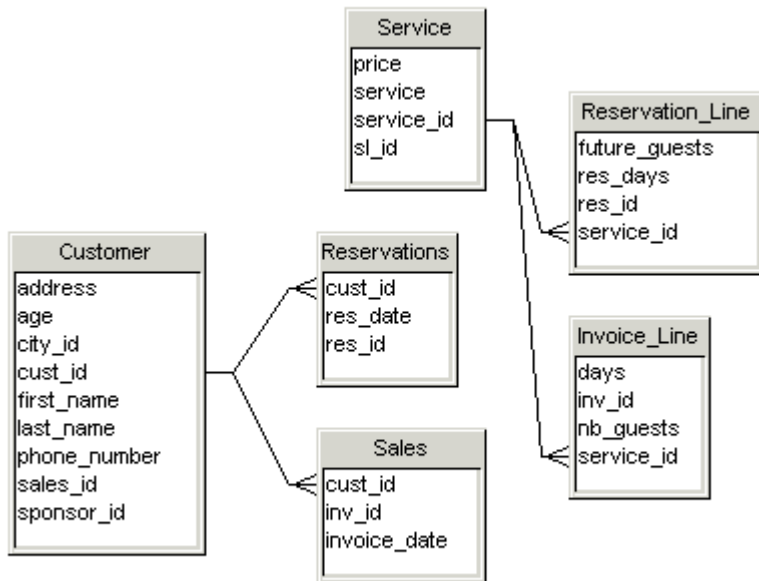 Service
price
service
service_id
sl_id
Reservation_Line
future_guests
res_days
res_id
service_id
Customer
address
age
city_id
cust_id
first_name
last_name
phone_number
sales_id
sponsor_id
Reservations
cust_id
res_date
res_id
Invoice_Line
days
inv_id
nb_guests
service_id
Sales
cust_id
inv_id
invoice_date